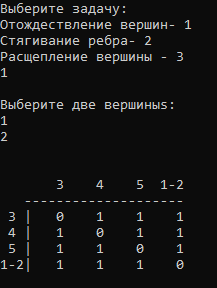 Выберите задачу:
Отождествление вершин- 1
Стягивание ребра- 2
Расщепление вершины - 3
1
Выберите две вершиныs:
1
2
3 4 5 1-2
--------------------
3 | 0 1 1 1
4 | 1 0 1 1
5 | 1 1 0 1
1-2| 1 1 1 0